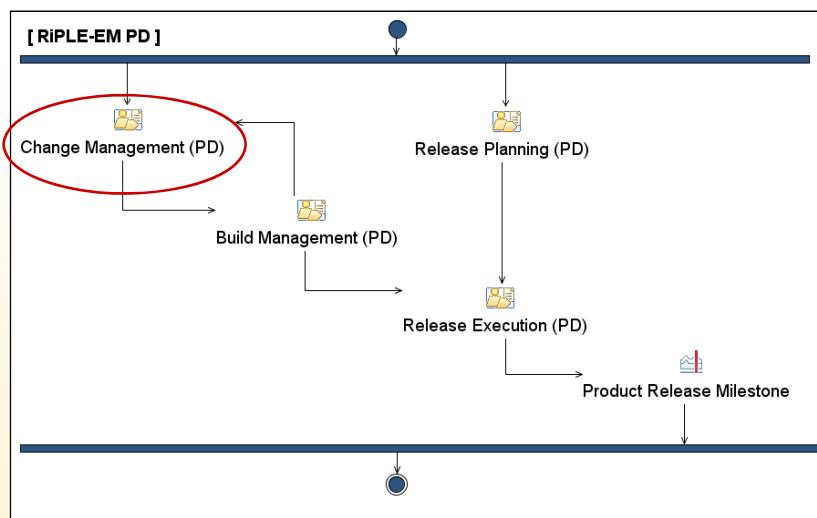 [ RiPLE-EM PD ]
Change Management (PD)
Release Planning (PD)
Build Management (PD)
Release Execution (PD)
Product Release Milestone